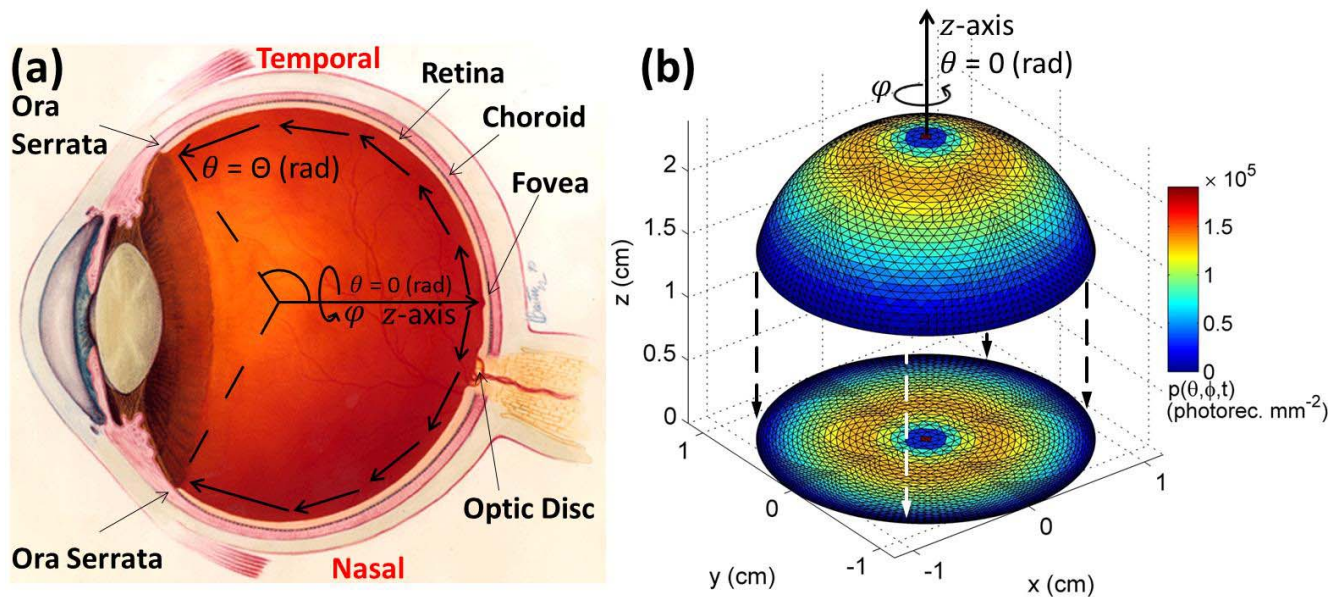 (a)
Temporal
Retina
Choroid
Fovea
Ora
Serrata
θ = Θ (rad)
θ = 0 (rad)
φ z-axis
Optic Disc
Ora Serrata
Nasal
(b)
z-axis
θ = 0 (rad)
φ
z (cm)
2
1.5
1
0.5
0
1
0
-1
y (cm)
-1
0
1
x (cm)
× 10⁵
1.5
1
0.5
0
p(θ,ϕ,t)
(photorec. mm⁻²)